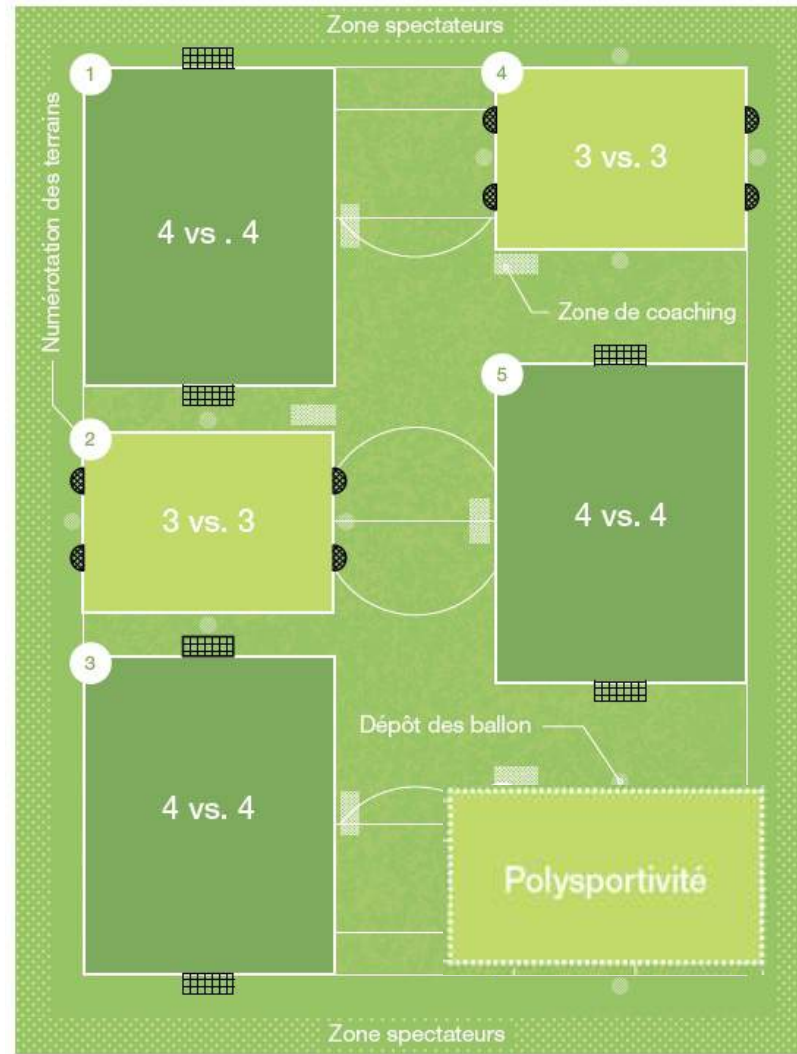 Zone spectateurs
1
4
Numérotation des terrains
3 vs. 3
4 vs . 4
Zone de coaching
5
2
3 vs. 3
4 vs. 4
3
Dépôt des ballon
4 vs. 4
Polysportivité
Zone spectateurs